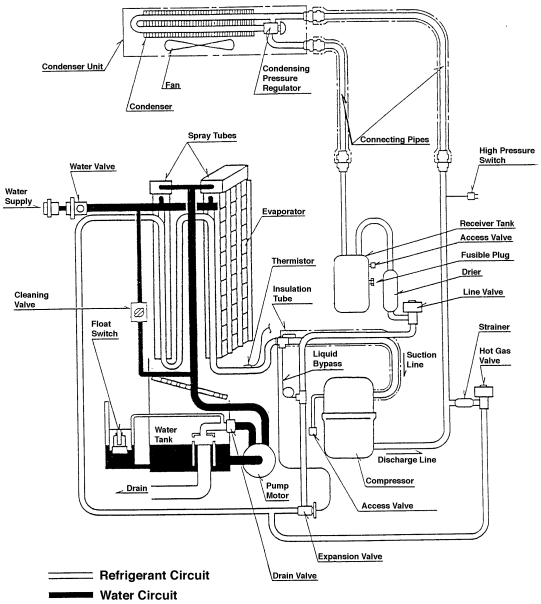 Condenser Unit
Fan
Condenser
Condensing
Pressure
Regulator
Connecting Pipes
High Pressure
Switch
Spray Tubes
Water Valve
Water
Supply
Evaporator
Receiver Tank
Access Valve
Fusible Plug
Drier
Line Valve
Thermistor
Insulation
Tube
Cleaning
Valve
Float
Switch
Liquid
Bypass
Suction
Line
Strainer
Hot Gas
Valve
Water
Tank
Drain
Pump
Motor
Discharge Line
Compressor
Access Valve
Expansion Valve
Drain Valve
Refrigerant Circuit
Water Circuit